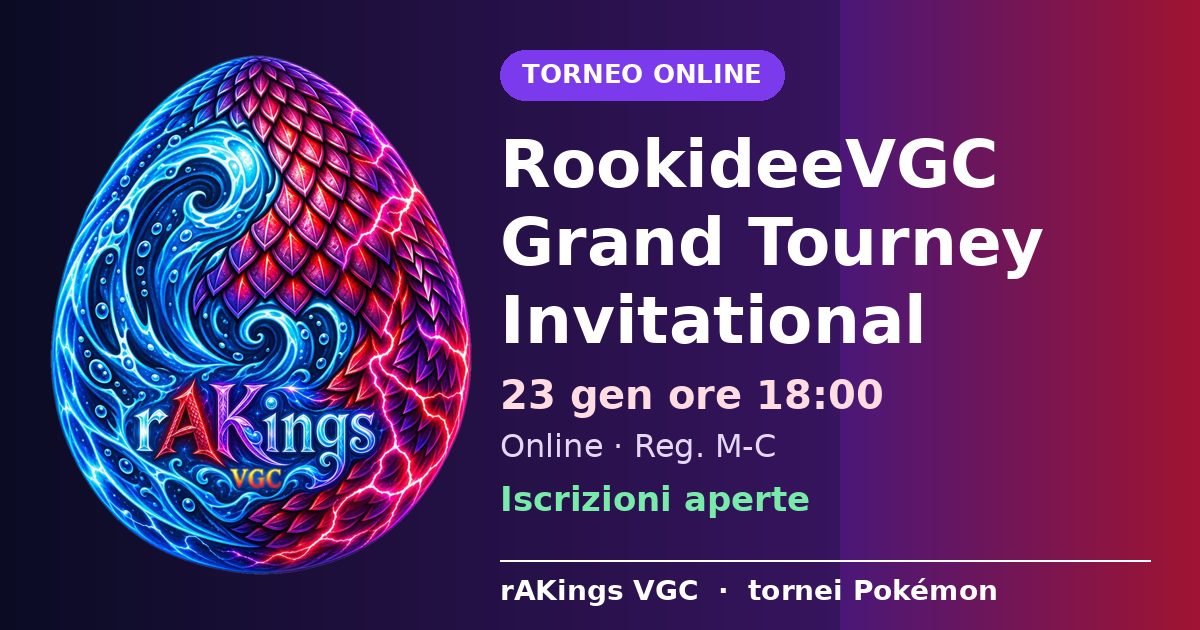 TORNEO ONLINE
RookideeVGC
Grand Tourney
Invitational
23 gen ore 18:00
Online · Reg. M-C
Iscrizioni aperte
rAKings
VGC
rAKings VGC · tornei Pokémon